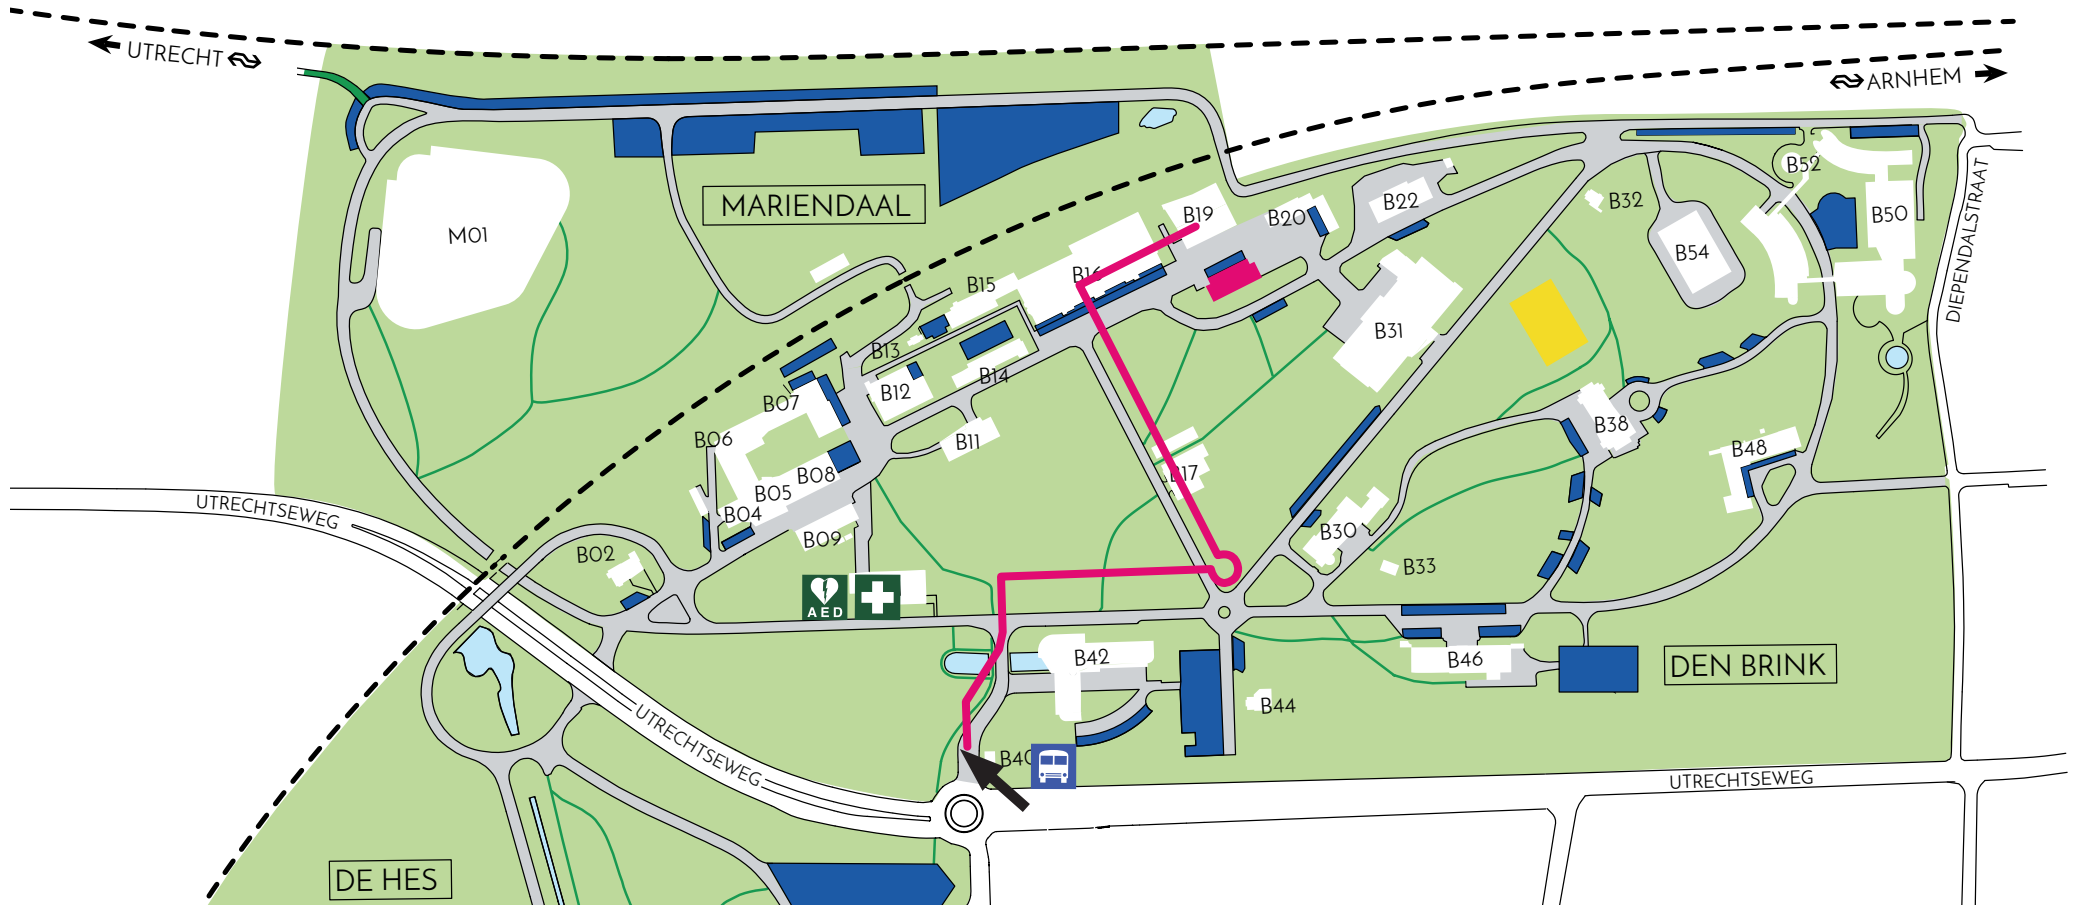 UTRECHT
ARNHEM
MARIENDAAL
M01
B52
B50
B32
B22
B19
B20
B54
DIEPENDALSTRAAT
B16
B15
B31
B13
B14
B12
B07
B06
B11
B38
B48
B17
B08
B05
B04
B09
B30
B33
B02
UTRECHTSEWEG
AED
B42
B46
DEN BRINK
B44
UTRECHTSEWEG
B40
UTRECHTSEWEG
DE HES